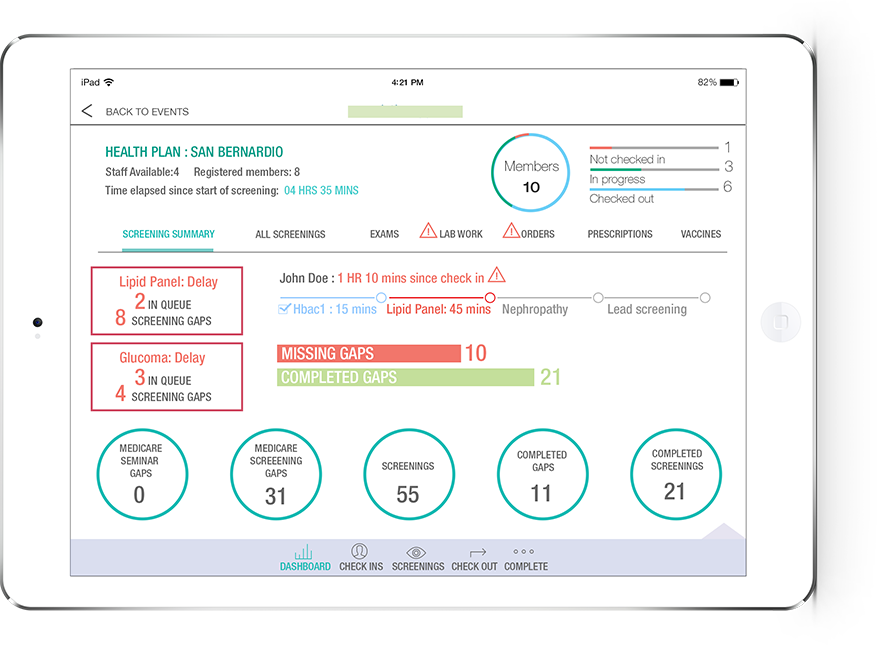 iPad 4:21 PM 82%
BACK TO EVENTS
HEALTH PLAN : SAN BERNARDIO
Staff Available:4 Registered members: 8
Time elapsed since start of screening: 04 HRS 35 MINS
Members
10
1
Not checked in
3
In progress
6
Checked out
SCREENING SUMMARY ALL SCREENINGS EXAMS LAB WORK ORDERS PRESCRIPTIONS VACCINES
Lipid Panel: Delay
2 IN QUEUE
8 SCREENING GAPS
John Doe : 1 HR 10 mins since check in
Hbac1 : 15 mins Lipid Panel: 45 mins Nephropathy Lead screening
Glucoma: Delay
3 IN QUEUE
4 SCREENING GAPS
MISSING GAPS 10
COMPLETED GAPS 21
MEDICARE
SEMINAR
GAPS
0
MEDICARE
SCREEENING
GAPS
31
SCREENINGS
55
COMPLETED
GAPS
11
COMPLETED
SCREENINGS
21
DASHBOARD CHECK INS SCREENINGS CHECK OUT COMPLETE